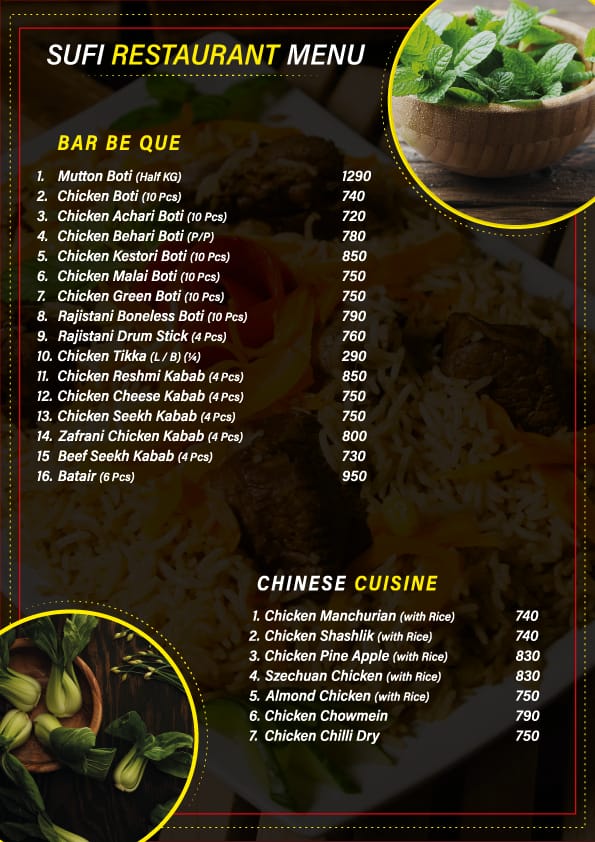 SUFI RESTAURANT MENU
BAR BE QUE
1. Mutton Boti (Half KG) 1290
2. Chicken Boti (10 Pcs) 740
3. Chicken Achari Boti (10 Pcs) 720
4. Chicken Behari Boti (P/P) 780
5. Chicken Kestori Boti (10 Pcs) 850
6. Chicken Malai Boti (10 Pcs) 750
7. Chicken Green Boti (10 Pcs) 750
8. Rajistani Boneless Boti (10 Pcs) 790
9. Rajistani Drum Stick (4 Pcs) 760
10. Chicken Tikka (L / B) (¼) 290
11. Chicken Reshmi Kabab (4 Pcs) 850
12. Chicken Cheese Kabab (4 Pcs) 750
13. Chicken Seekh Kabab (4 Pcs) 750
14. Zafrani Chicken Kabab (4 Pcs) 800
15 Beef Seekh Kabab (4 Pcs) 730
16. Batair (6 Pcs) 950
CHINESE CUISINE
1. Chicken Manchurian (with Rice) 740
2. Chicken Shashlik (with Rice) 740
3. Chicken Pine Apple (with Rice) 830
4. Szechuan Chicken (with Rice) 830
5. Almond Chicken (with Rice) 750
6. Chicken Chowmein 790
7. Chicken Chilli Dry 750